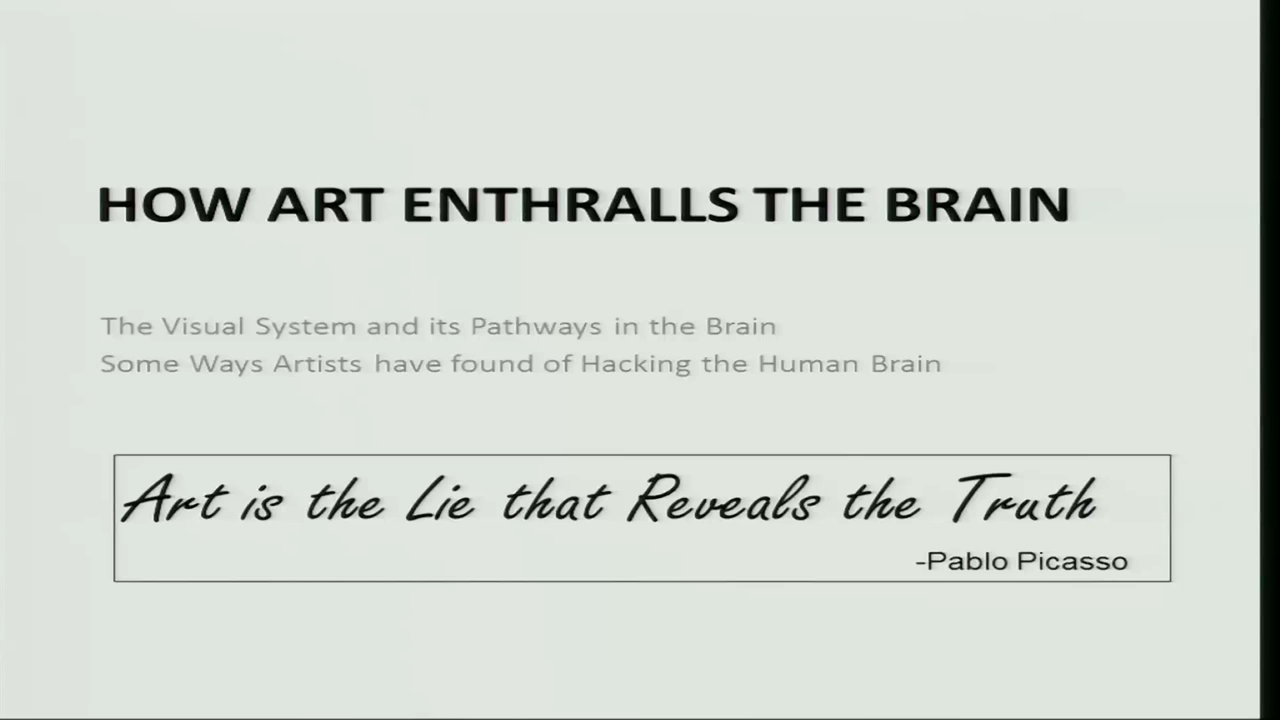 HOW ART ENTHRALLS THE BRAIN
The Visual System and its Pathways in the Brain
Some Ways Artists have found of Hacking the Human Brain
Art is the Lie that Reveals the Truth
-Pablo Picasso